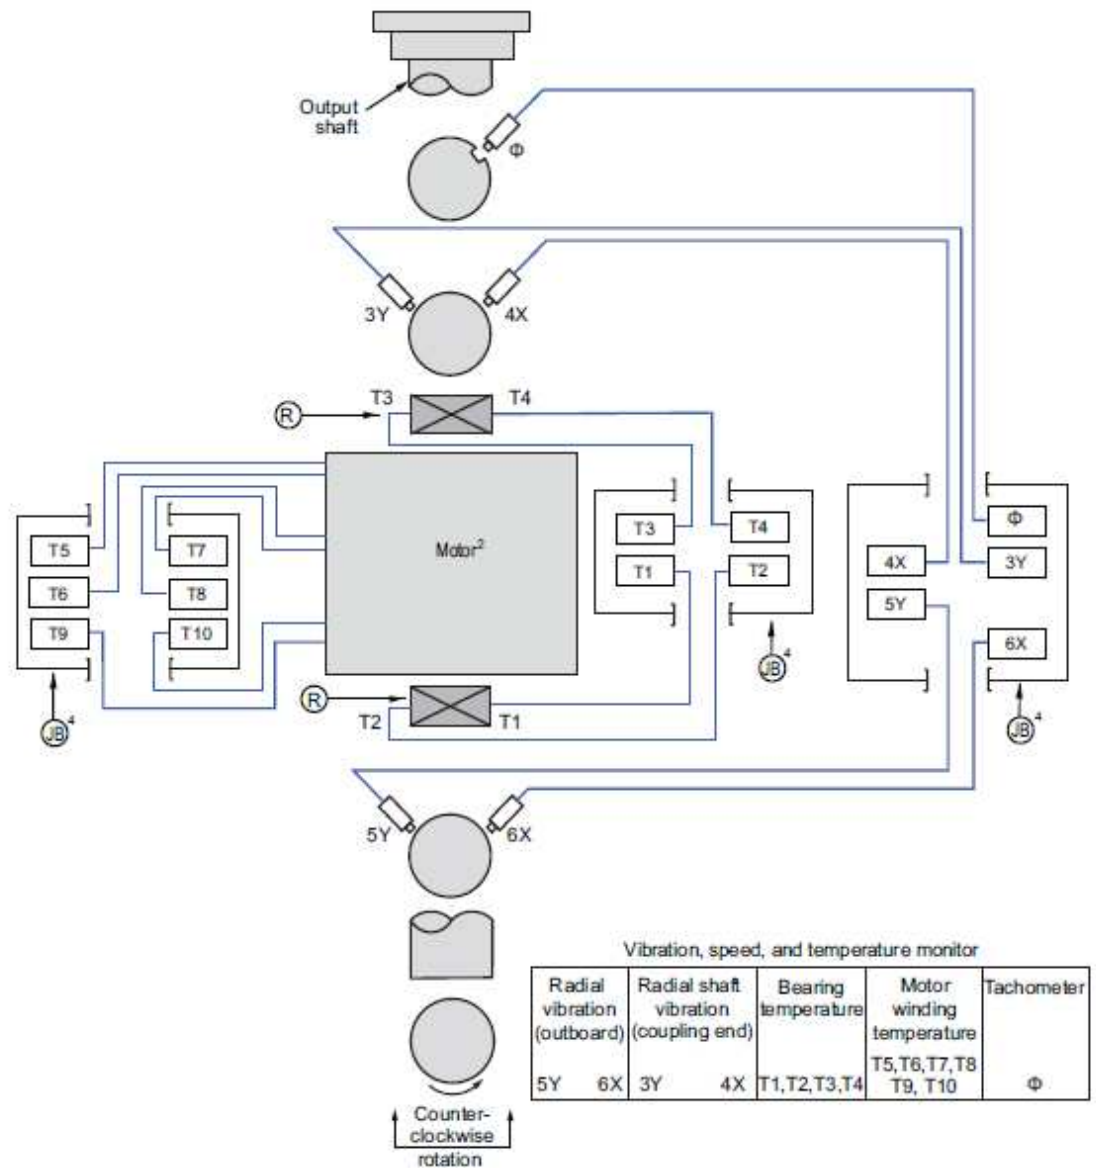 Output
shaft
Φ
3Y
4X
T3
T4
R
Motor²
T5
T6
T9
T7
T8
T10
JB⁴
T3
T1
T4
T2
JB⁴
4X
5Y
Φ
3Y
6X
JB⁴
R
T2
T1
5Y
6X
Counter-
clockwise
rotation
Vibration, speed, and temperature monitor
Radial
vibration
(outboard)
5Y 6X
Radial shaft
vibration
(coupling end)
3Y 4X
Bearing
temperature
T1,T2,T3,T4
Motor
winding
temperature
T5,T6,T7,T8
T9, T10
Tachometer
Φ